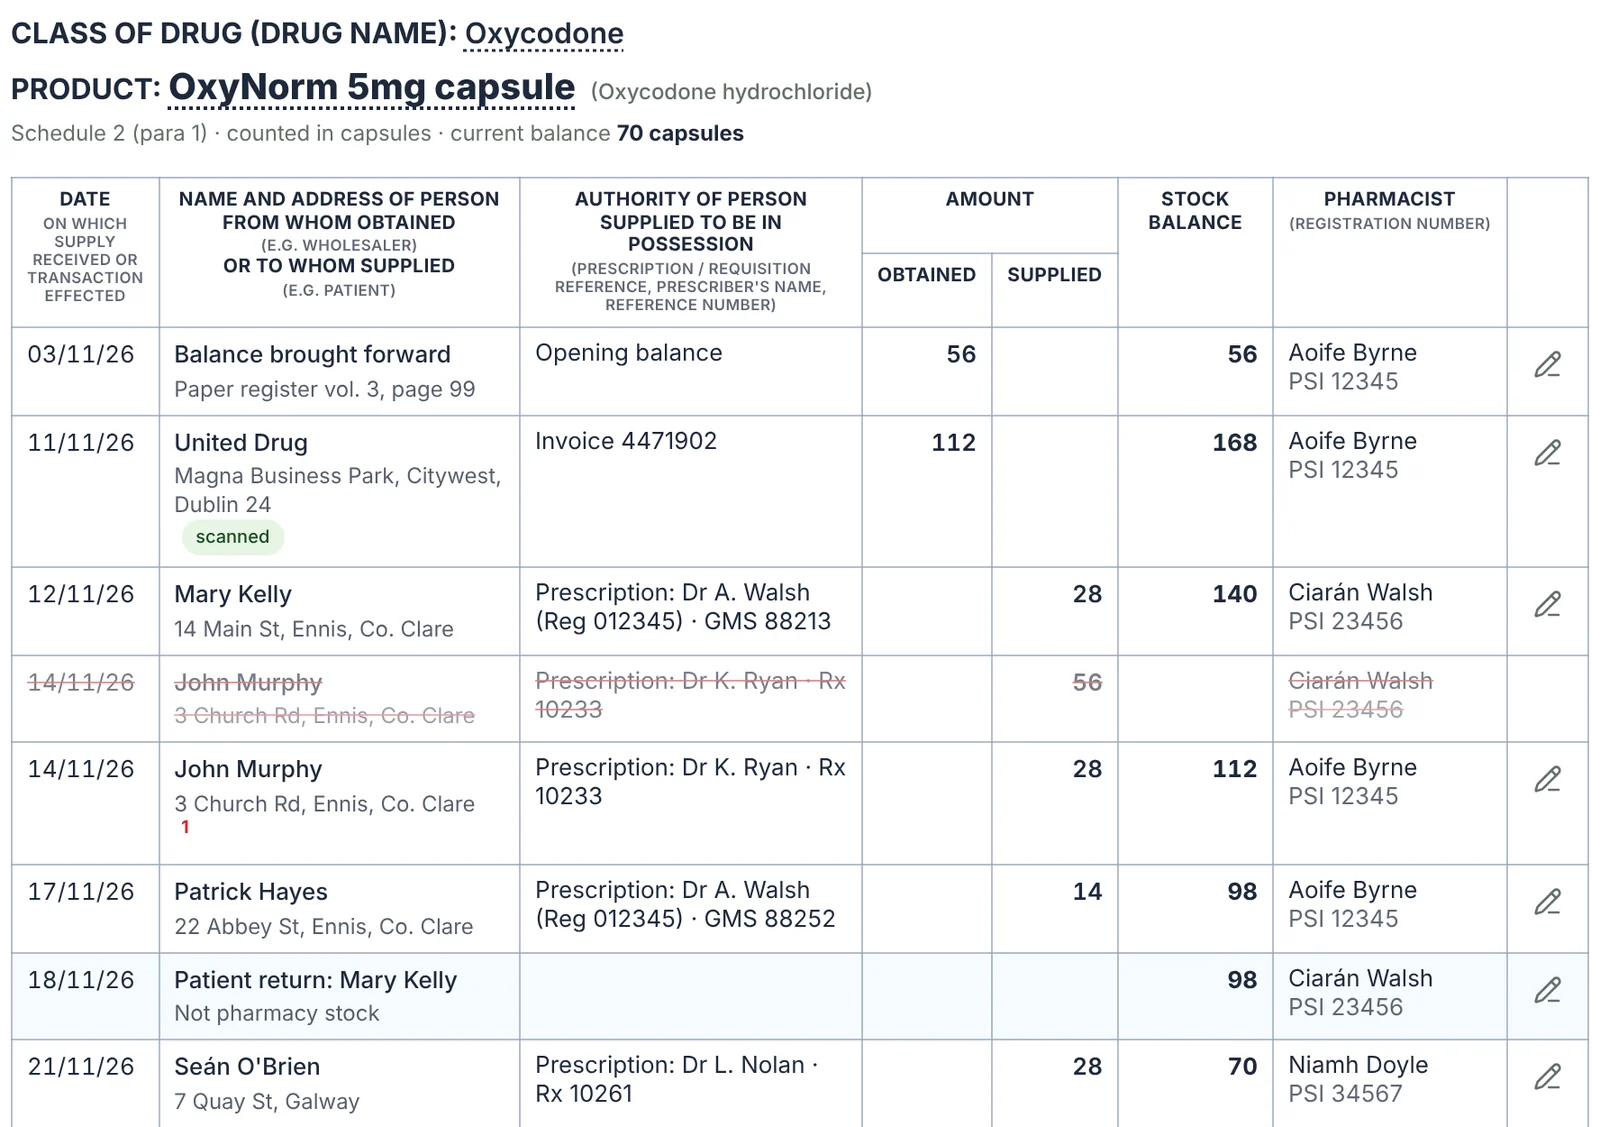 CLASS OF DRUG (DRUG NAME): Oxycodone
PRODUCT: OxyNorm 5mg capsule (Oxycodone hydrochloride)
Schedule 2 (para 1) · counted in capsules · current balance 70 capsules
DATE
ON WHICH
SUPPLY
RECEIVED OR
TRANSACTION
EFFECTED
NAME AND ADDRESS OF PERSON
FROM WHOM OBTAINED
(E.G. WHOLESALER)
OR TO WHOM SUPPLIED
(E.G. PATIENT)
AUTHORITY OF PERSON
SUPPLIED TO BE IN
POSSESSION
(PRESCRIPTION / REQUISITION
REFERENCE, PRESCRIBER'S NAME,
REFERENCE NUMBER)
AMOUNT
OBTAINED
SUPPLIED
STOCK
BALANCE
PHARMACIST
(REGISTRATION NUMBER)
03/11/26
Balance brought forward
Paper register vol. 3, page 99
Opening balance
56
56
Aoife Byrne
PSI 12345
11/11/26
United Drug
Magna Business Park, Citywest,
Dublin 24
scanned
Invoice 4471902
112
168
Aoife Byrne
PSI 12345
12/11/26
Mary Kelly
14 Main St, Ennis, Co. Clare
Prescription: Dr A. Walsh
(Reg 012345) · GMS 88213
28
140
Ciarán Walsh
PSI 23456
14/11/26
John Murphy
3 Church Rd, Ennis, Co. Clare
Prescription: Dr K. Ryan · Rx
10233
56
Ciarán Walsh
PSI 23456
14/11/26
John Murphy
3 Church Rd, Ennis, Co. Clare
1
Prescription: Dr K. Ryan · Rx
10233
28
112
Aoife Byrne
PSI 12345
17/11/26
Patrick Hayes
22 Abbey St, Ennis, Co. Clare
Prescription: Dr A. Walsh
(Reg 012345) · GMS 88252
14
98
Aoife Byrne
PSI 12345
18/11/26
Patient return: Mary Kelly
Not pharmacy stock
98
Ciarán Walsh
PSI 23456
21/11/26
Seán O'Brien
7 Quay St, Galway
Prescription: Dr L. Nolan ·
Rx 10261
28
70
Niamh Doyle
PSI 34567